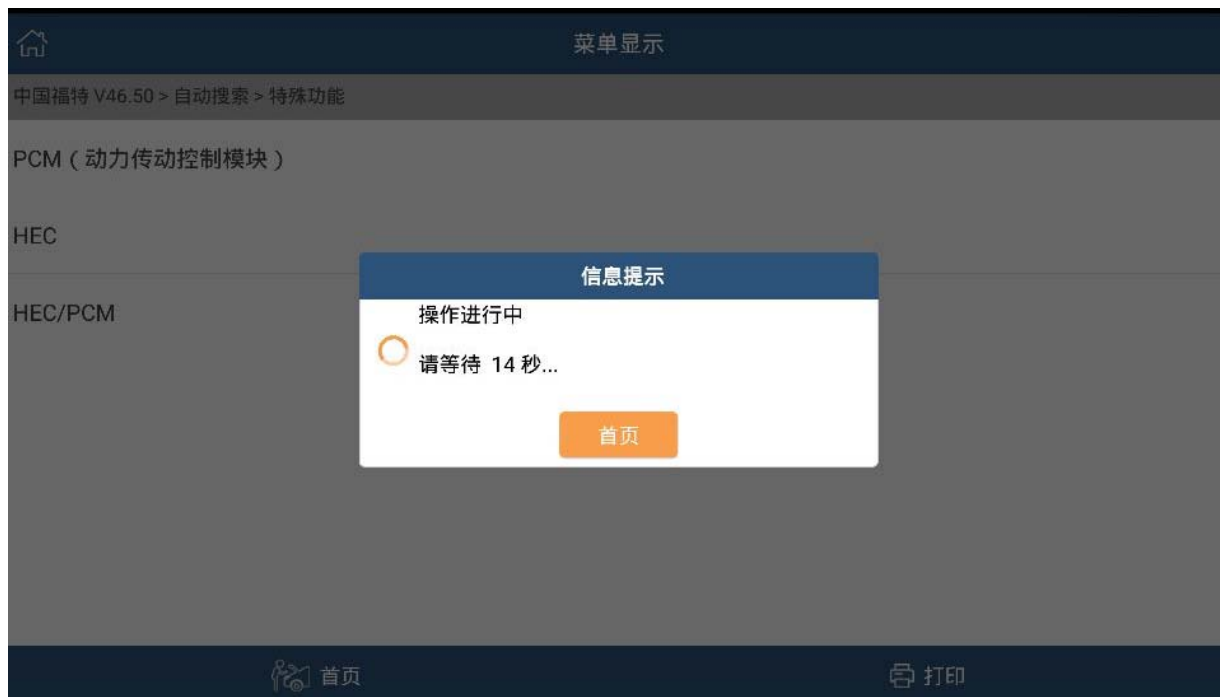 菜单显示
中国福特 V46.50 > 自动搜索 > 特殊功能
PCM（动力传动控制模块）
HEC
HEC/PCM
信息提示
操作进行中
请等待 14 秒...
首页
首页
打印